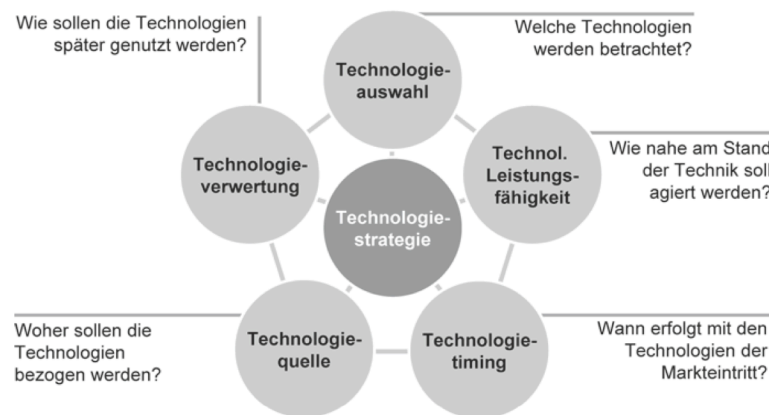 Wie sollen die Technologien
später genutzt werden?
Welche Technologien
werden betrachtet?
Technologie-
auswahl
Technologie-
verwertung
Technol.
Leistungs-
fähigkeit
Wie nahe am Stand
der Technik soll
agiert werden?
Technologie-
strategie
Woher sollen die
Technologien
bezogen werden?
Technologie-
quelle
Technologie-
timing
Wann erfolgt mit den
Technologien der
Markteintritt?